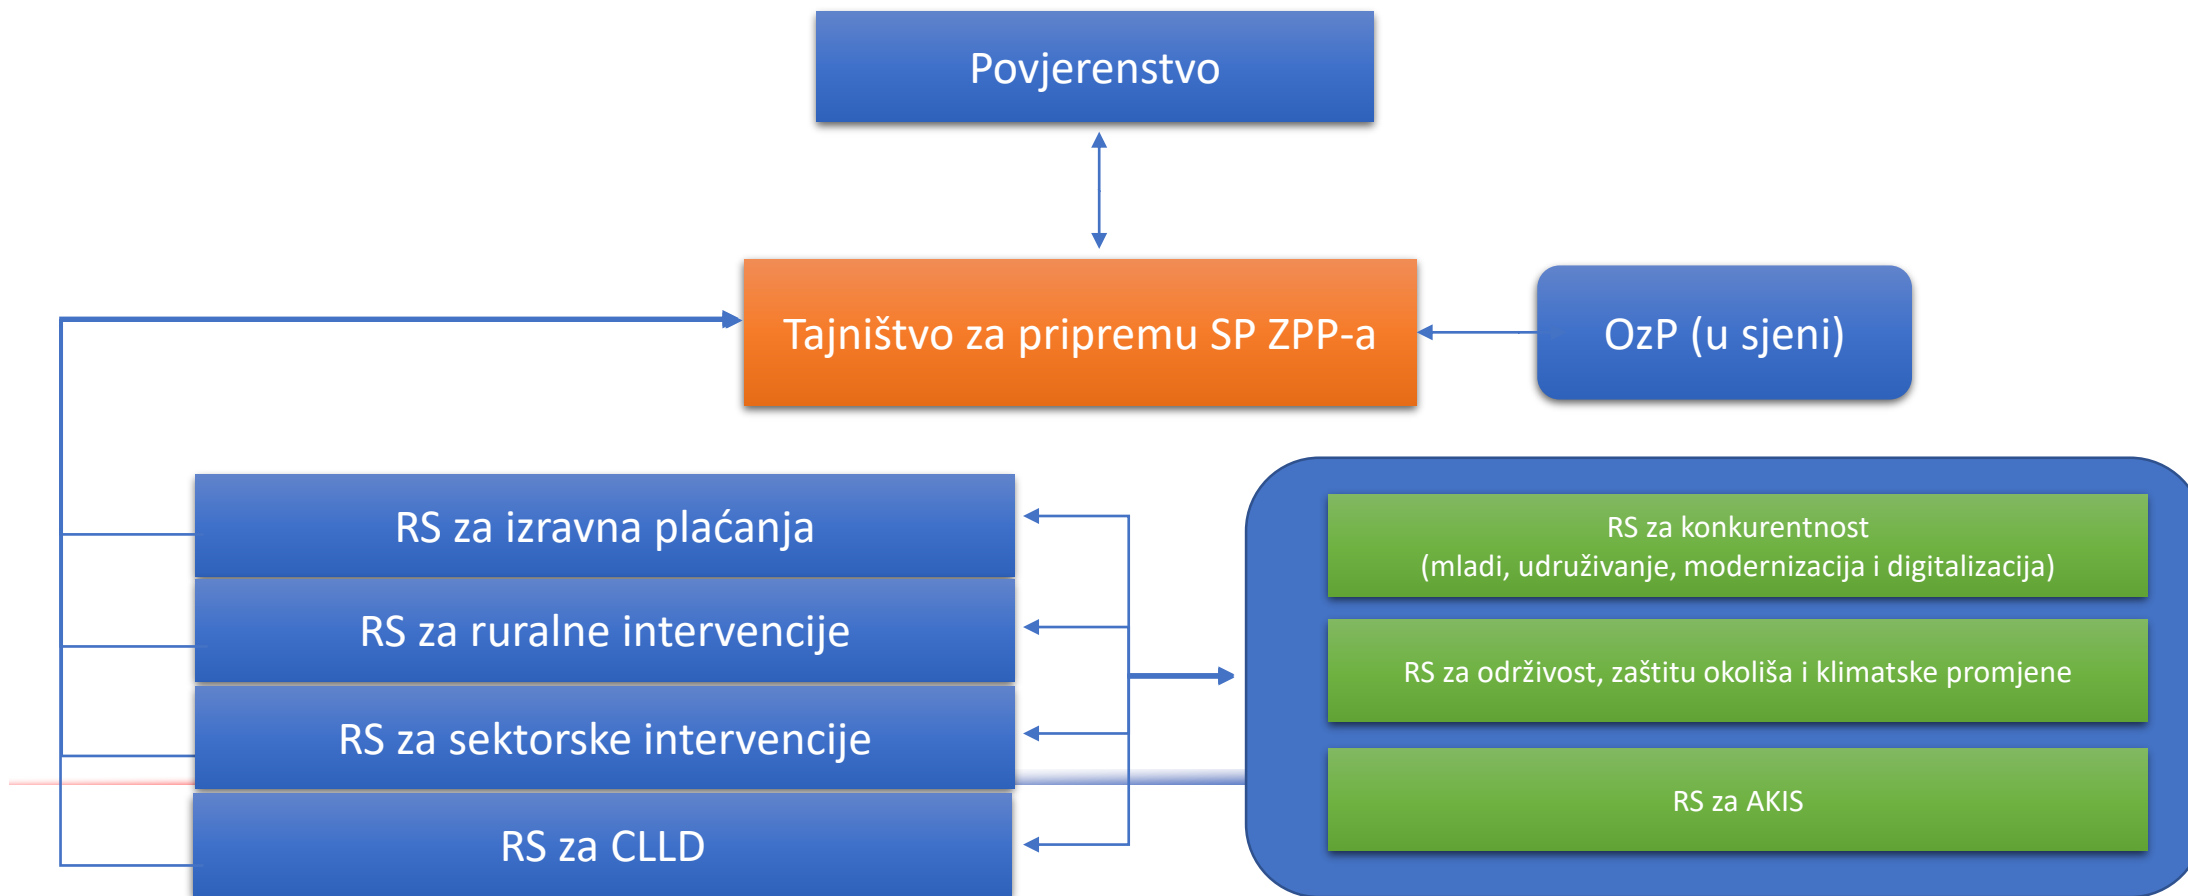 Povjerenstvo
Tajništvo za pripremu SP ZPP-a
OzP (u sjeni)
RS za izravna plaćanja
RS za ruralne intervencije
RS za sektorske intervencije
RS za CLLD
RS za konkurentnost
(mladi, udruživanje, modernizacija i digitalizacija)
RS za održivost, zaštitu okoliša i klimatske promjene
RS za AKIS